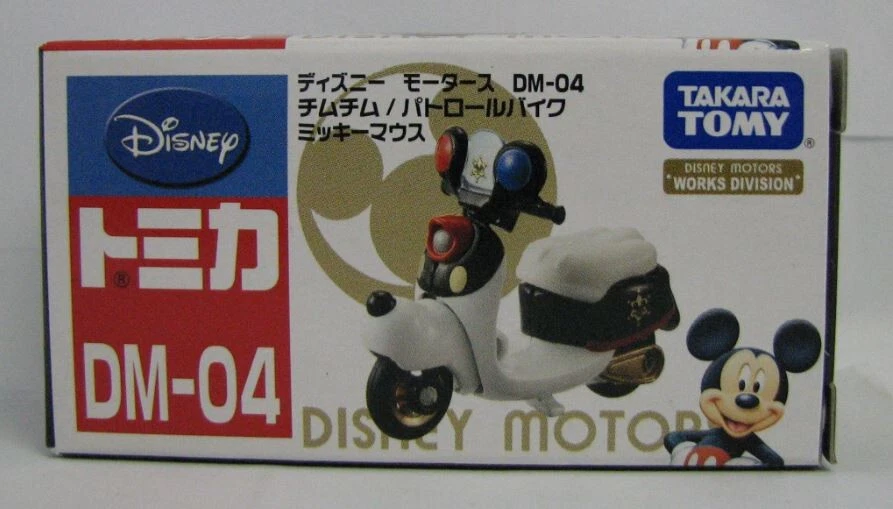 Disney
トミカ
®
DM-04
ディズニー モータース DM-04
チムチム/パトロールバイク
ミッキーマウス
TAKARA
TOMY
®
DISNEY MOTORS
WORKS DIVISION
DISNEY MOTORS